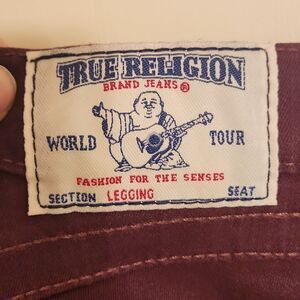 TRUE RELIGION
BRAND JEANS®
WORLD TOUR
FASHION FOR THE SENSES
SECTION LEGGING SEAT